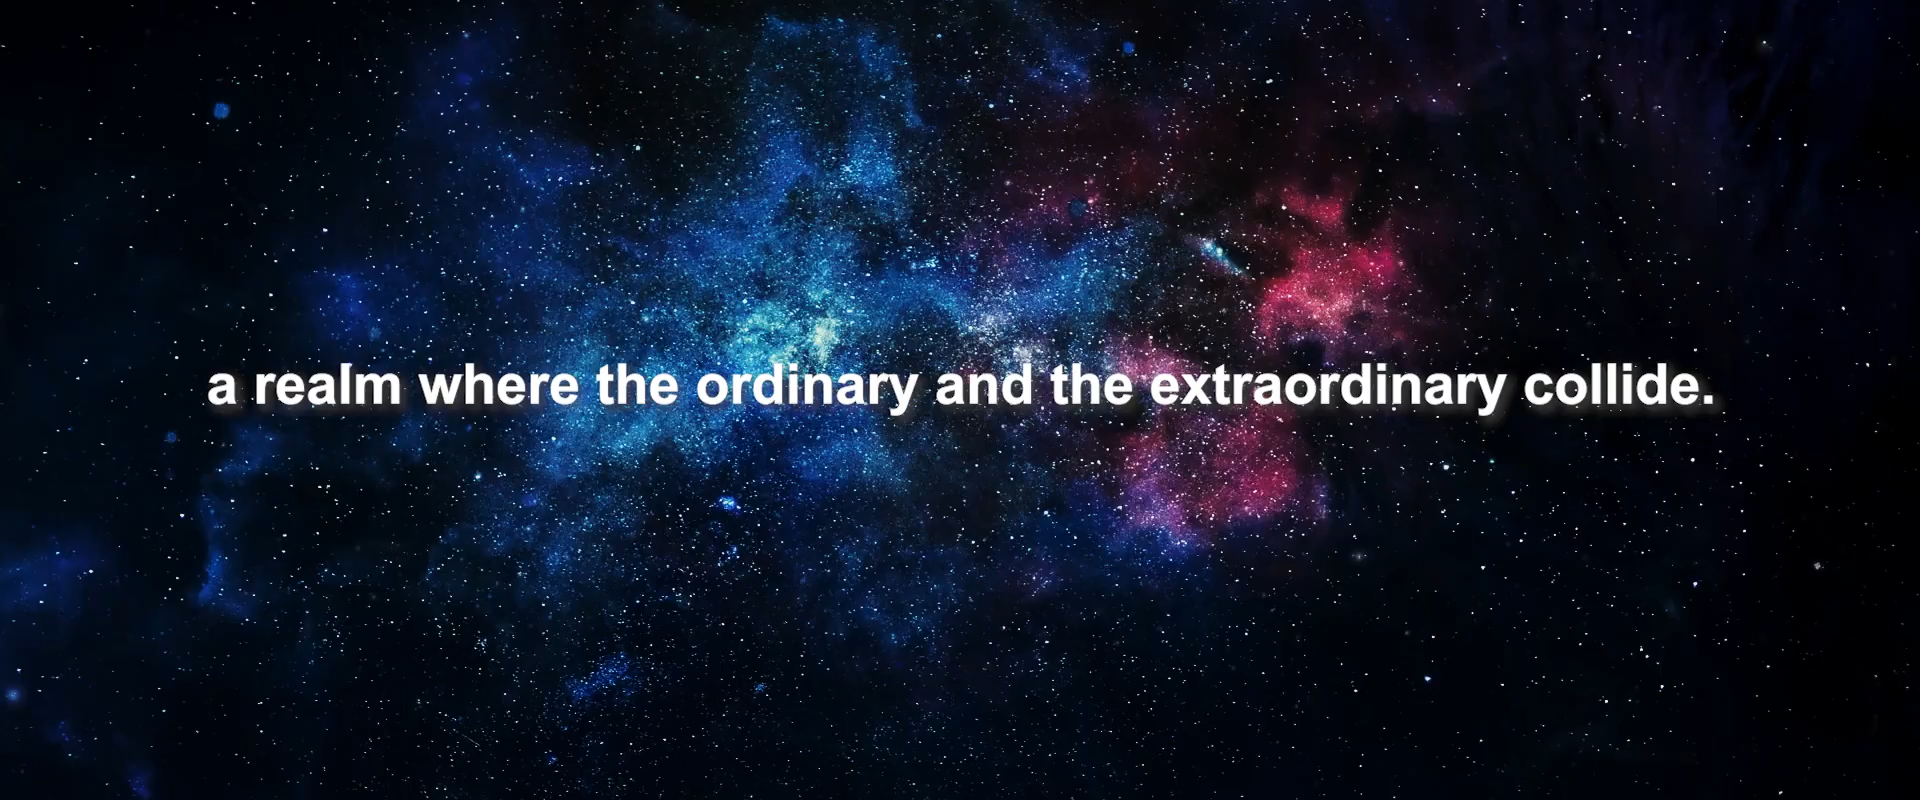 a realm where the ordinary and the extraordinary collide.